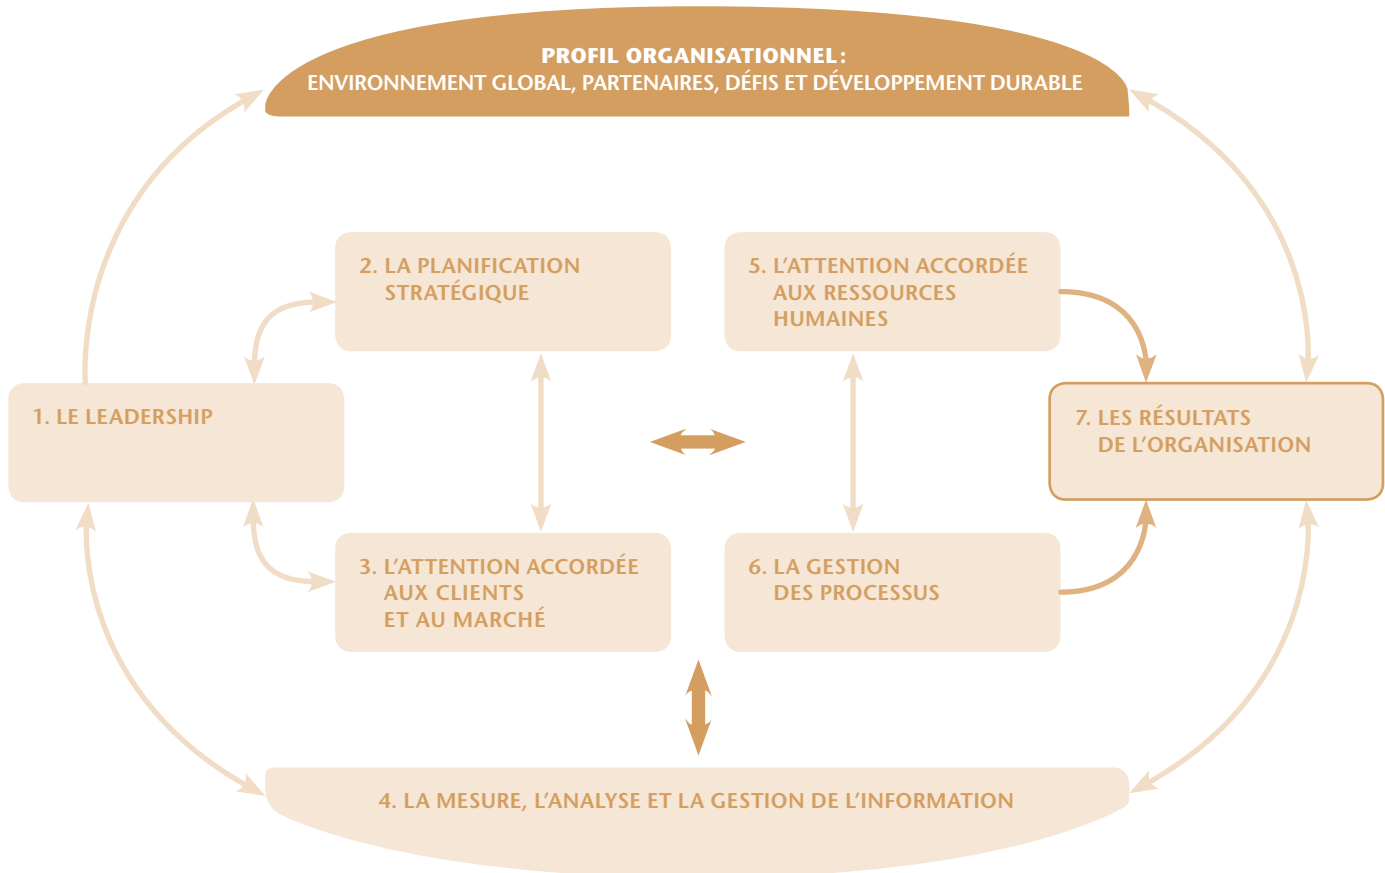 PROFIL ORGANISATIONNEL :
ENVIRONNEMENT GLOBAL, PARTENAIRES, DÉFIS ET DÉVELOPPEMENT DURABLE
2. LA PLANIFICATION
STRATÉGIQUE
5. L’ATTENTION ACCORDÉE
AUX RESSOURCES
HUMAINES
1. LE LEADERSHIP
7. LES RÉSULTATS
DE L’ORGANISATION
3. L’ATTENTION ACCORDÉE
AUX CLIENTS
ET AU MARCHÉ
6. LA GESTION
DES PROCESSUS
4. LA MESURE, L’ANALYSE ET LA GESTION DE L’INFORMATION